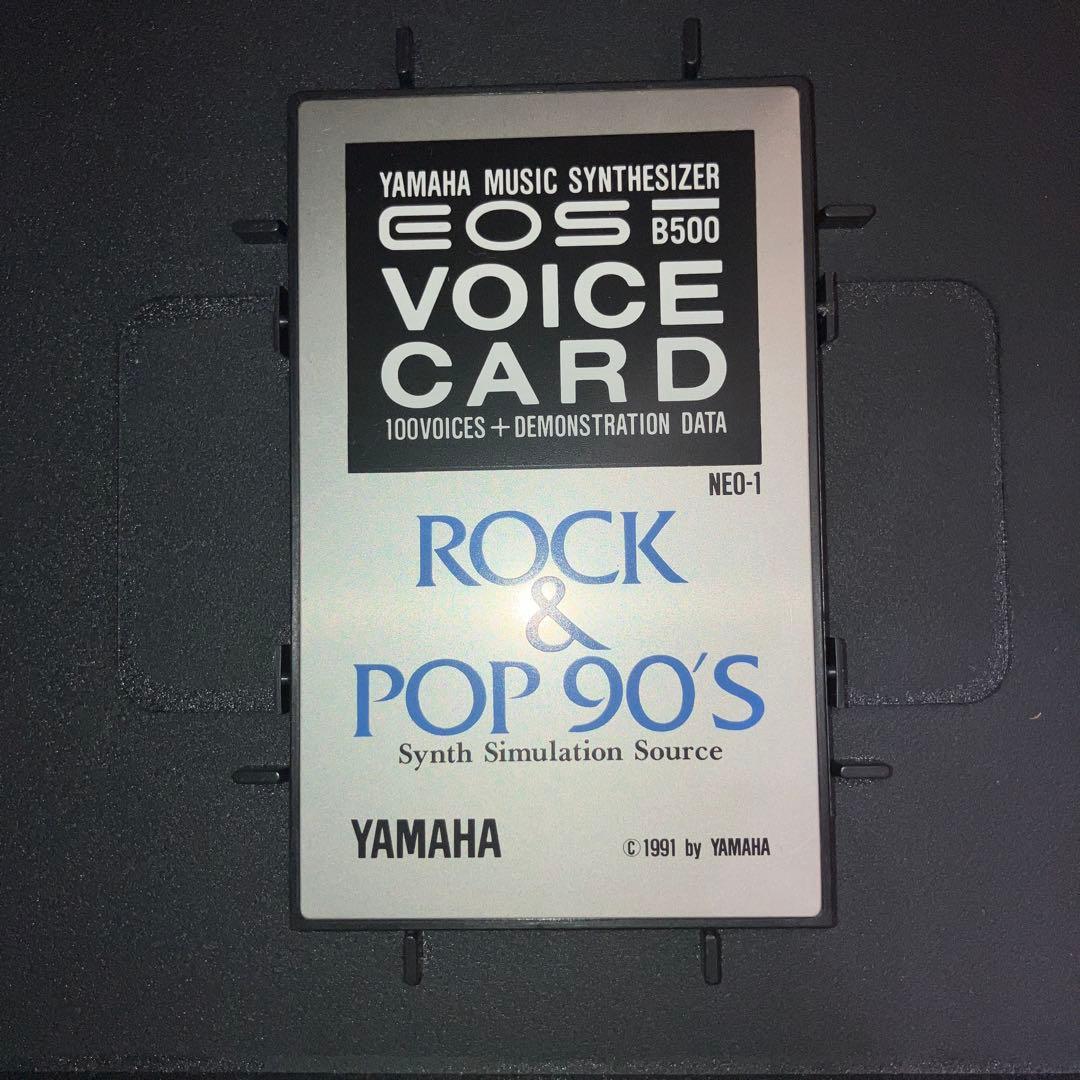 YAMAHA MUSIC SYNTHESIZER
EOS B500
VOICE
CARD
100VOICES+DEMONSTRATION DATA
NEO-1
ROCK
&
POP 90'S
Synth Simulation Source
YAMAHA
©1991 by YAMAHA